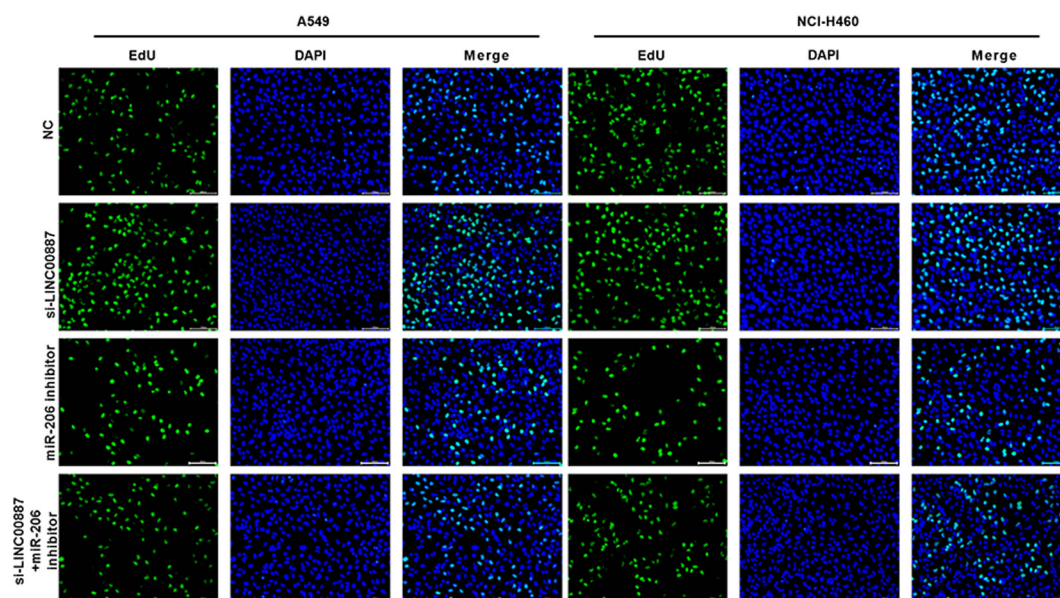 A549 NCI-H460
EdU DAPI Merge EdU DAPI Merge
NC
si-LINC00887
miR-206 inhibitor
si-LINC00887
+miR-206
inhibitor